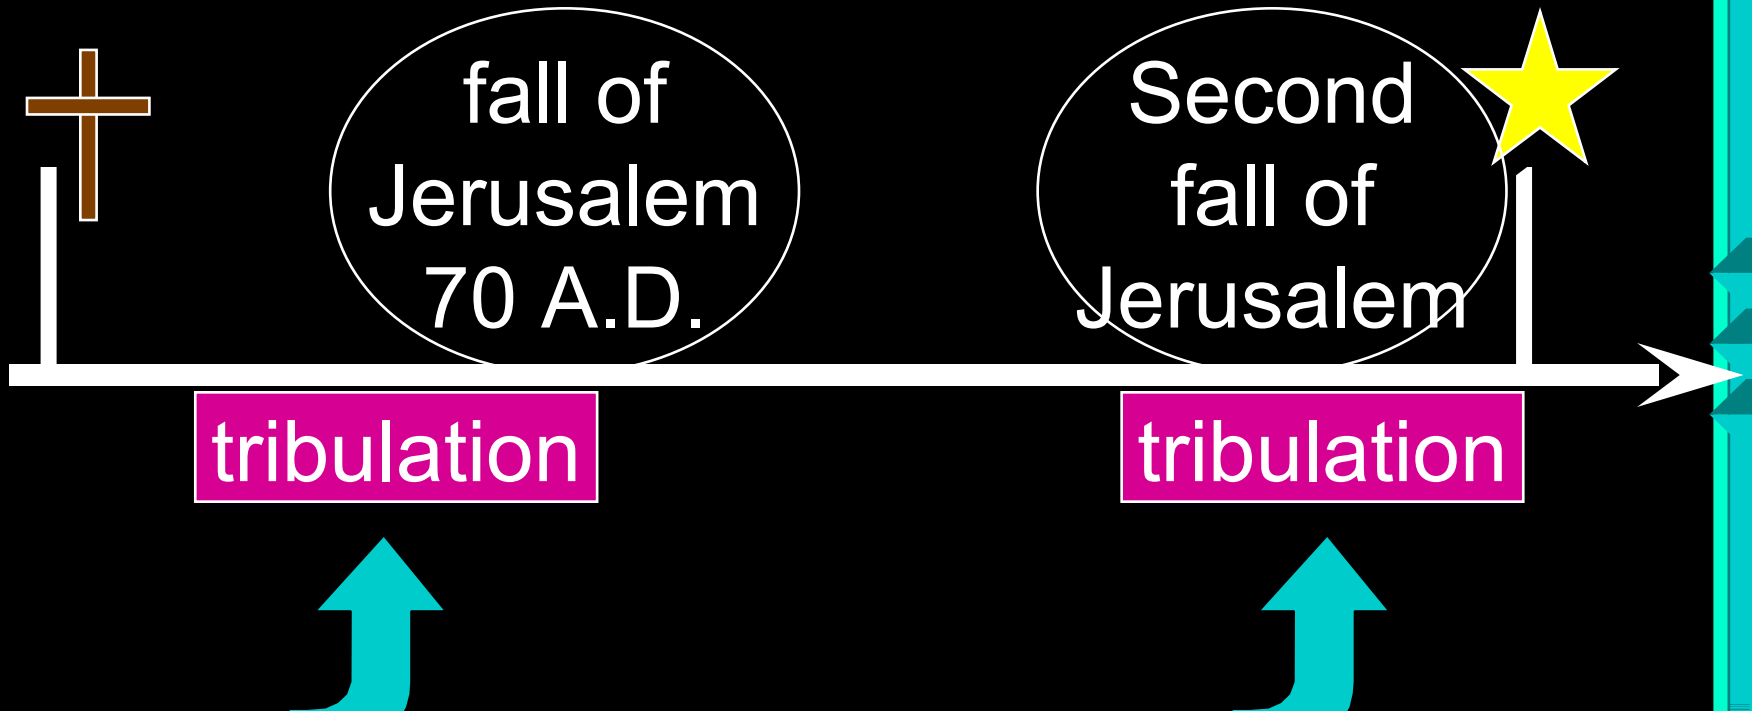 fall of
Jerusalem
70 A.D.
Second
fall of
Jerusalem
tribulation
tribulation